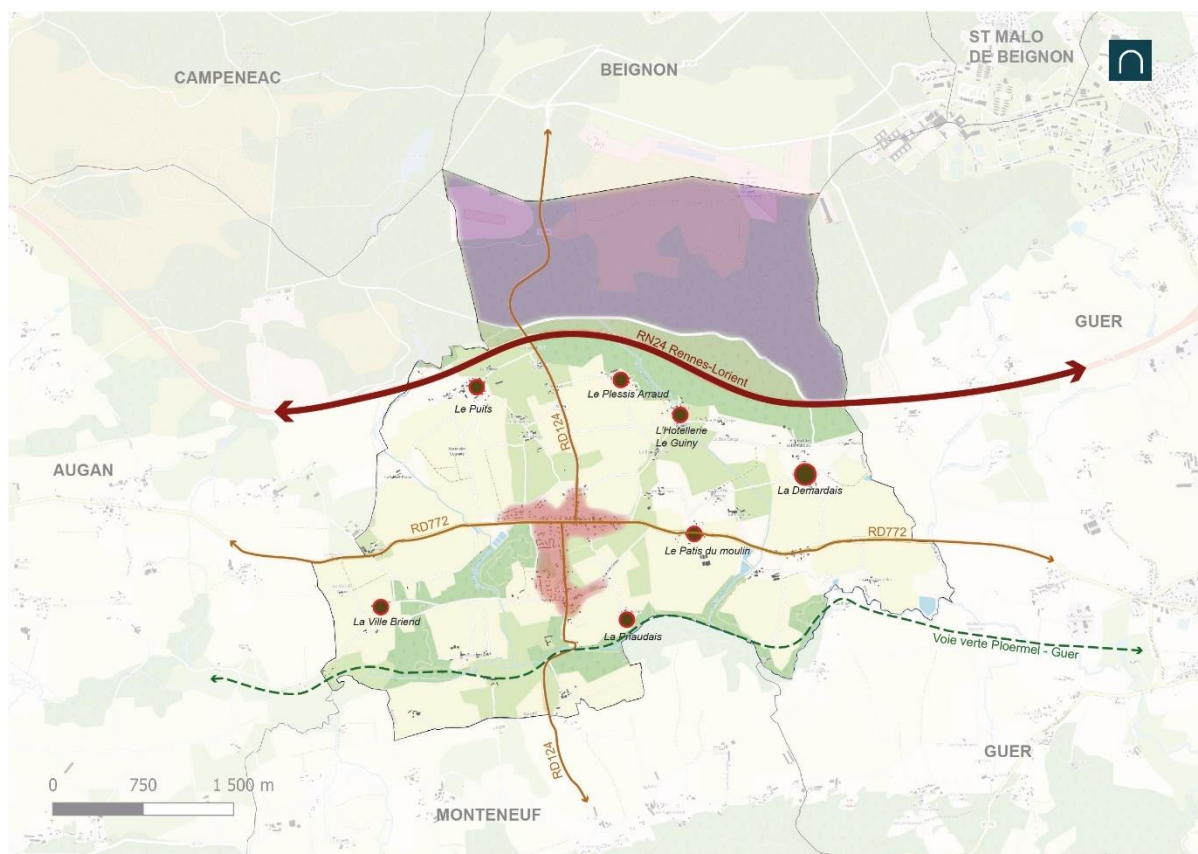 ST MALO
DE BEIGNON
CAMPENEAC
BEIGNON
GUER
RN24 Rennes-Lorient
Le Puits
Le Plessis Arraud
L'Hotellerie
Le Guiny
RD124
AUGAN
La Demardais
RD772
RD772
Le Patis du moulin
La Ville Briend
La Priaudais
Voie verte Ploermel - Guer
RD124
GUER
0 750 1 500 m
MONTENEUF